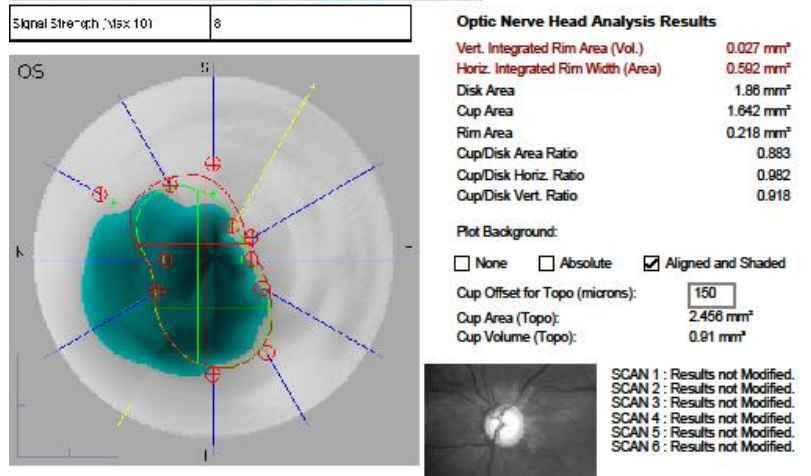 Signal Strength (Max 10) 8
OS
S
N
T
I
Optic Nerve Head Analysis Results
Vert. Integrated Rim Area (Vol.) 0.027 mm³
Horiz. Integrated Rim Width (Area) 0.592 mm²
Disk Area 1.86 mm²
Cup Area 1.642 mm²
Rim Area 0.218 mm²
Cup/Disk Area Ratio 0.883
Cup/Disk Horiz. Ratio 0.982
Cup/Disk Vert. Ratio 0.918
Plot Background:
None Absolute Aligned and Shaded
Cup Offset for Topo (microns): 150
Cup Area (Topo): 2.456 mm²
Cup Volume (Topo): 0.91 mm³
SCAN 1 : Results not Modified.
SCAN 2 : Results not Modified.
SCAN 3 : Results not Modified.
SCAN 4 : Results not Modified.
SCAN 5 : Results not Modified.
SCAN 6 : Results not Modified.